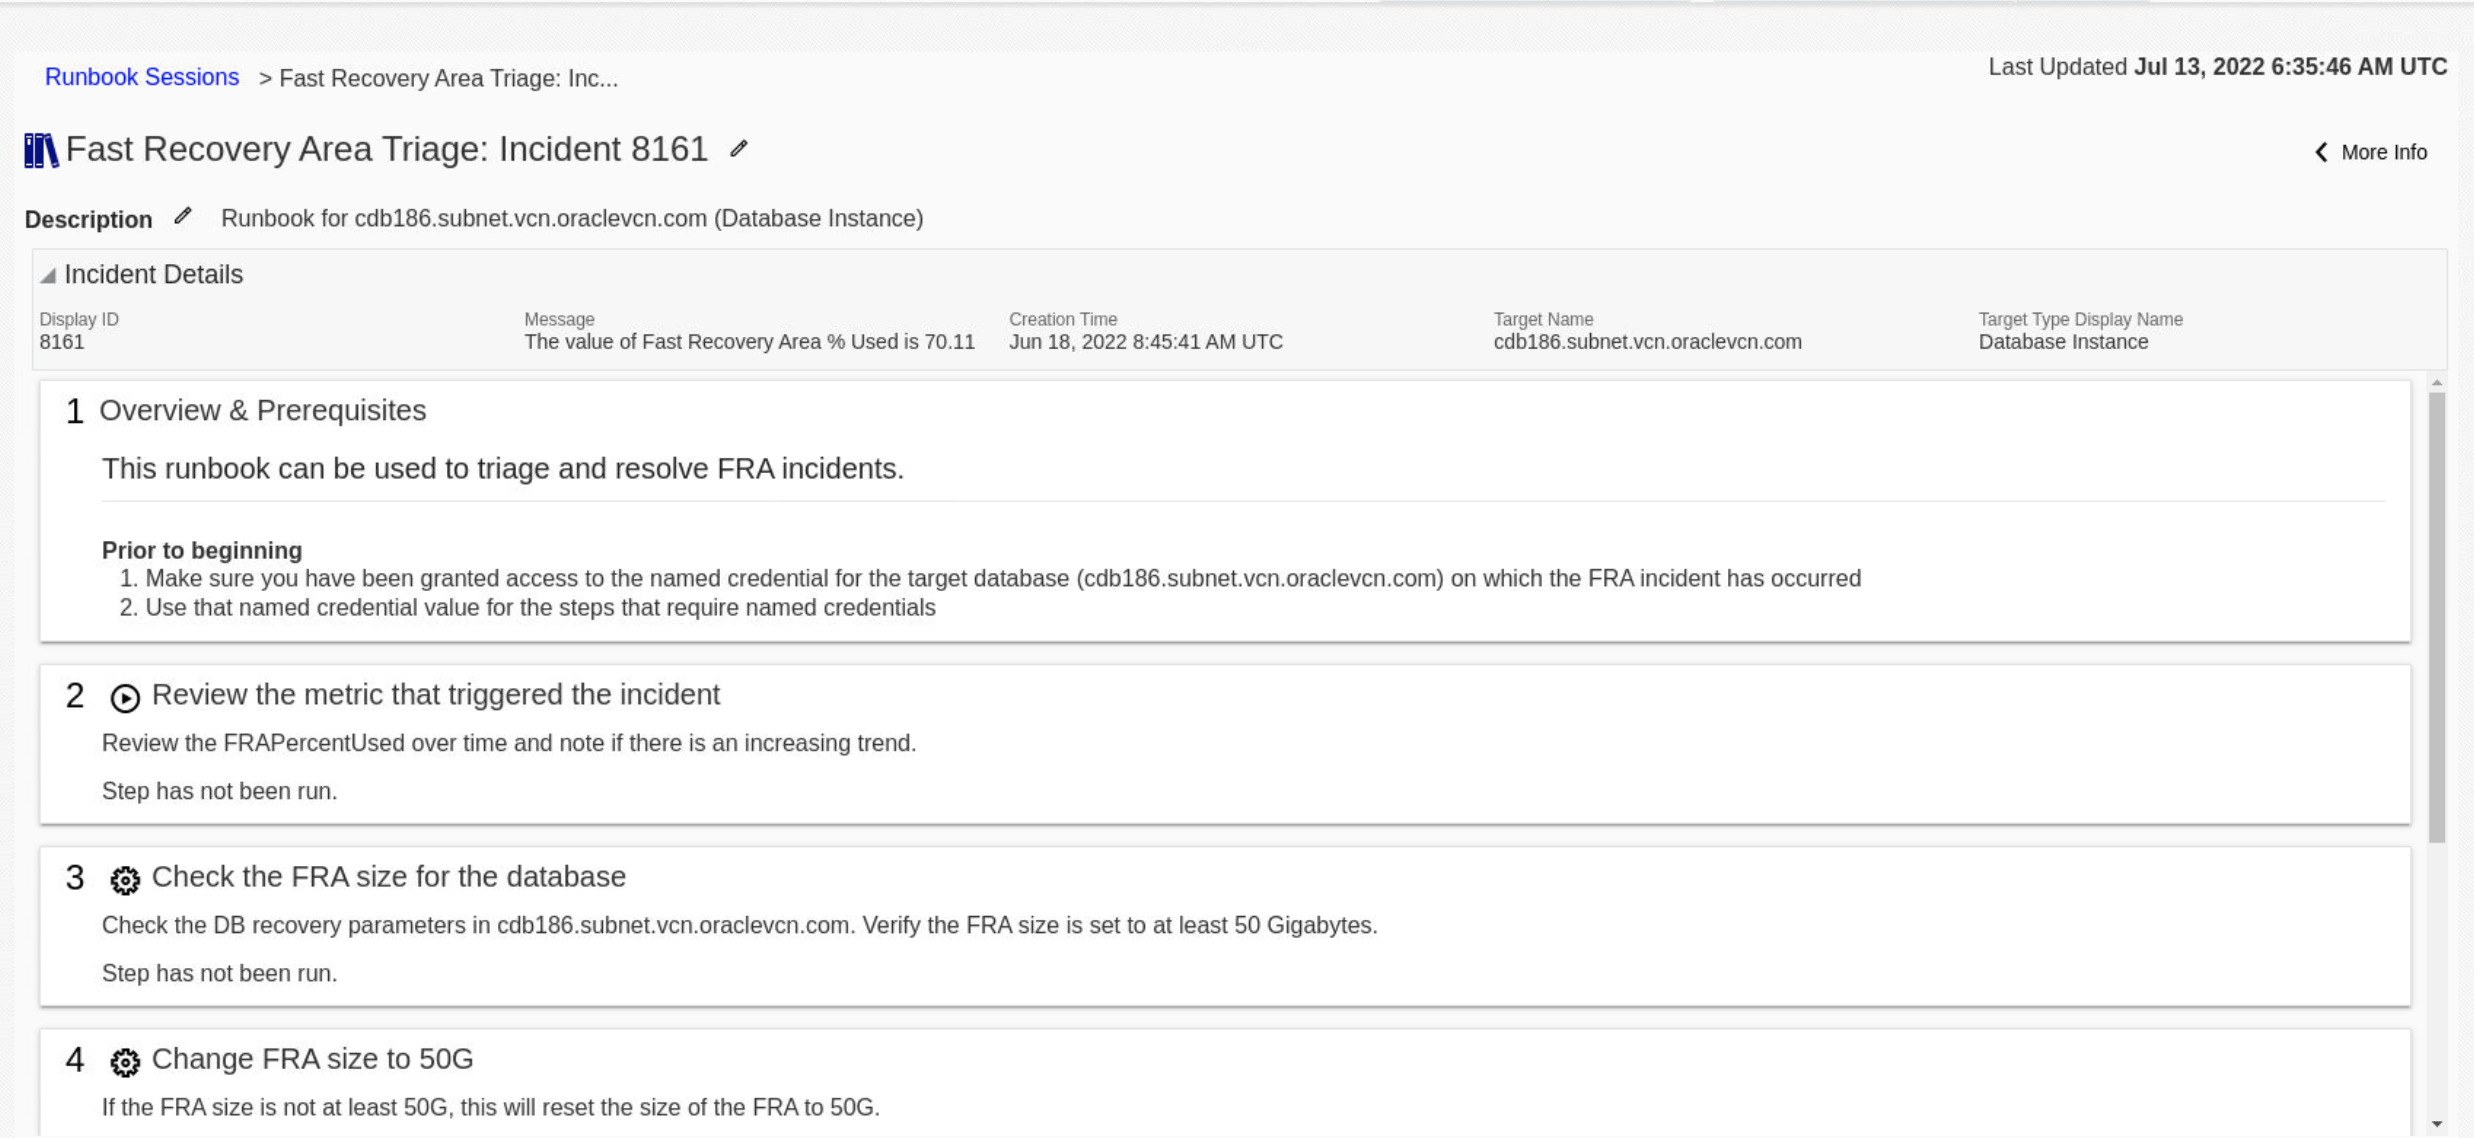 Runbook Sessions > Fast Recovery Area Triage: Inc...
Last Updated Jul 13, 2022 6:35:46 AM UTC
Fast Recovery Area Triage: Incident 8161
More Info
Description Runbook for cdb186.subnet.vcn.oraclevcn.com (Database Instance)
Incident Details
Display ID
8161
Message
The value of Fast Recovery Area % Used is 70.11
Creation Time
Jun 18, 2022 8:45:41 AM UTC
Target Name
cdb186.subnet.vcn.oraclevcn.com
Target Type Display Name
Database Instance
1 Overview & Prerequisites
This runbook can be used to triage and resolve FRA incidents.
Prior to beginning
1. Make sure you have been granted access to the named credential for the target database (cdb186.subnet.vcn.oraclevcn.com) on which the FRA incident has occurred
2. Use that named credential value for the steps that require named credentials
2 Review the metric that triggered the incident
Review the FRAPercentUsed over time and note if there is an increasing trend.
Step has not been run.
3 Check the FRA size for the database
Check the DB recovery parameters in cdb186.subnet.vcn.oraclevcn.com. Verify the FRA size is set to at least 50 Gigabytes.
Step has not been run.
4 Change FRA size to 50G
If the FRA size is not at least 50G, this will reset the size of the FRA to 50G.